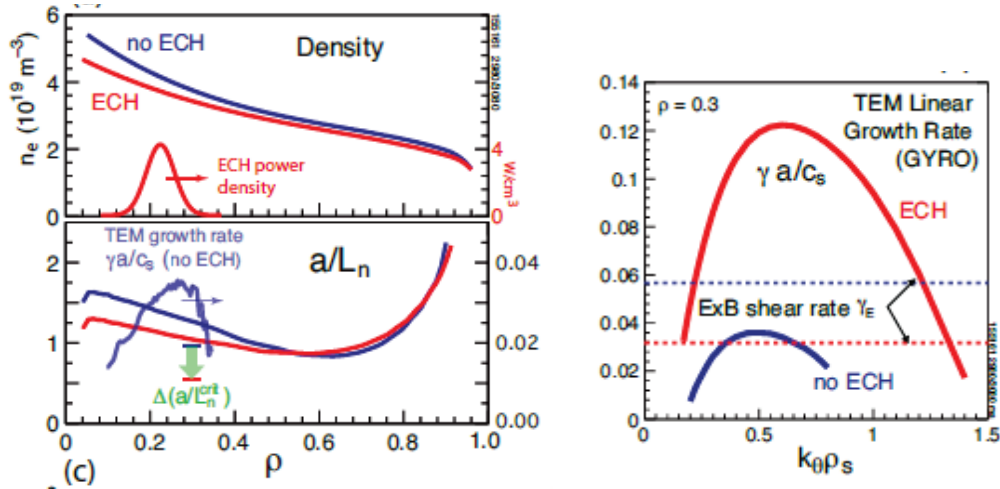 6
no ECH
Density
ECH
4
2
0
n_e (10^19 m^-3)
ECH power
density
4
0
W/cm^3
TEM growth rate
γa/c_s (no ECH)
a/L_n
2
1
0
0.04
0.02
0.00
Δ(a/L_n^crit)
0
0.2
0.4
0.6
0.8
1.0
(c)
ρ
0.14
0.12
0.1
0.08
0.06
0.04
0.02
0
ρ = 0.3
TEM Linear
Growth Rate
(GYRO)
γ a/c_s
ECH
ExB shear rate γ_E
no ECH
0
0.5
1
1.5
k_θρ_s